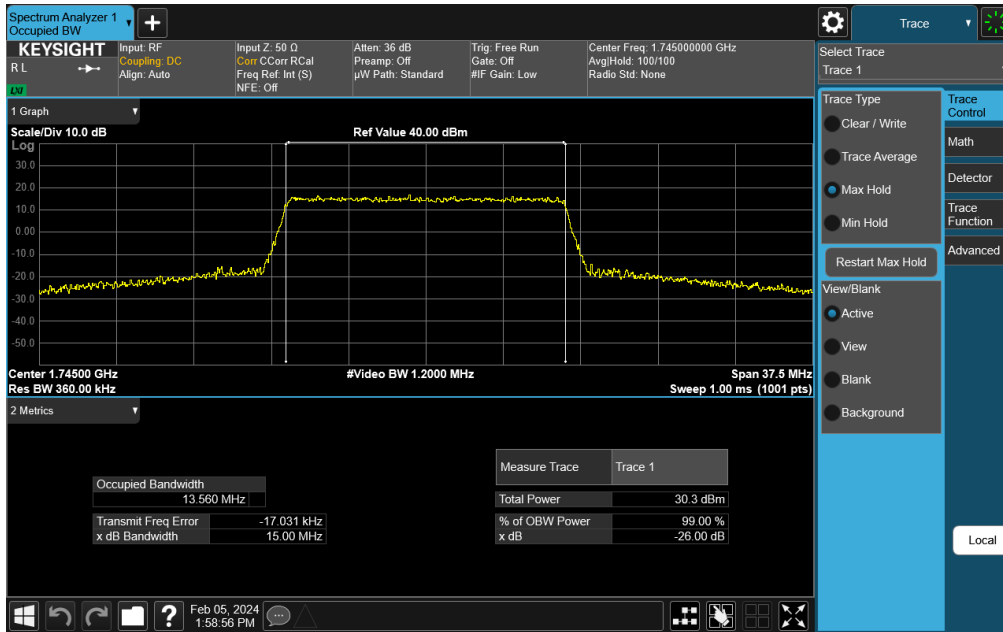 Spectrum Analyzer 1
Occupied BW
+
Trace
KEYSIGHT
R L
LXI
Input: RF
Coupling: DC
Align: Auto
Input Z: 50 Ω
Corr CCorr RCal
Freq Ref: Int (S)
NFE: Off
Atten: 36 dB
Preamp: Off
µW Path: Standard
Trig: Free Run
Gate: Off
#IF Gain: Low
Center Freq: 1.745000000 GHz
Avg|Hold: 100/100
Radio Std: None
Select Trace
Trace 1
1 Graph
Scale/Div 10.0 dB
Ref Value 40.00 dBm
Log
30.0
20.0
10.0
0.00
-10.0
-20.0
-30.0
-40.0
-50.0
Center 1.74500 GHz
#Video BW 1.2000 MHz
Span 37.5 MHz
Res BW 360.00 kHz
Sweep 1.00 ms (1001 pts)
2 Metrics
Measure Trace
Trace 1
Occupied Bandwidth
13.560 MHz
Total Power
30.3 dBm
Transmit Freq Error
-17.031 kHz
% of OBW Power
99.00 %
x dB Bandwidth
15.00 MHz
x dB
-26.00 dB
Trace Type
Clear / Write
Trace Average
Max Hold
Min Hold
Restart Max Hold
View/Blank
Active
View
Blank
Background
Trace
Control
Math
Detector
Trace
Function
Advanced
Local
?
Feb 05, 2024
1:58:56 PM